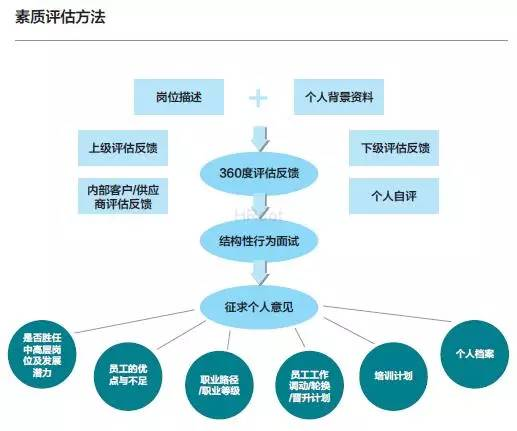 素质评估方法
岗位描述
+
个人背景资料
上级评估反馈
下级评估反馈
360度评估反馈
内部客户/供应
商评估反馈
个人自评
结构性行为面试
征求个人意见
是否胜任
中高层岗
位及发展
潜力
员工的优
点与不足
职业路径
/职业等级
员工工作
调动/轮换
/晋升计划
培训计划
个人档案